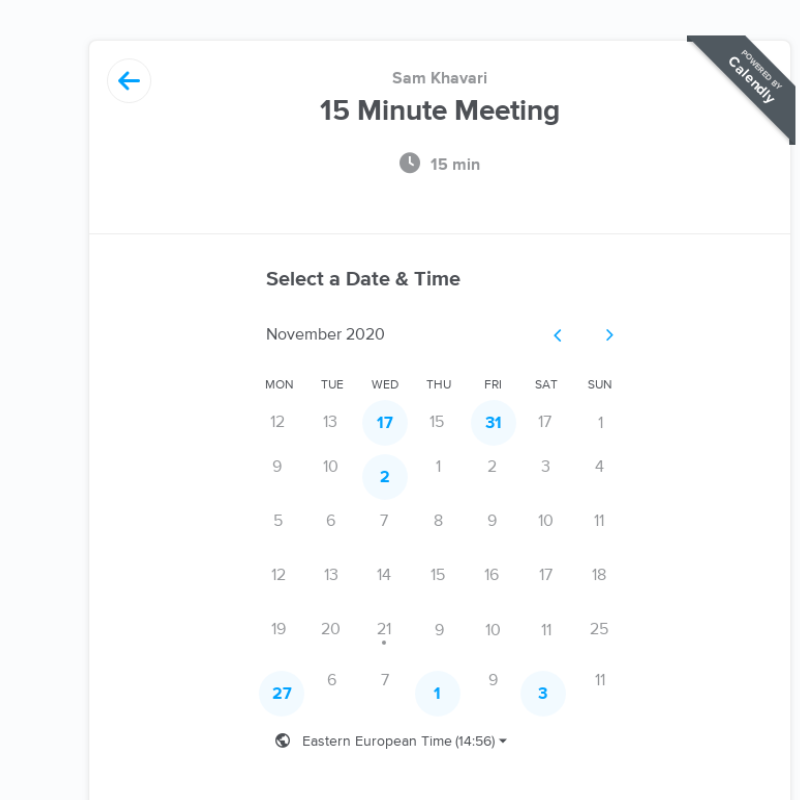 POWERED BY
Calendly
Sam Khavari
15 Minute Meeting
15 min
Select a Date & Time
November 2020
MON TUE WED THU FRI SAT SUN
12 13 17 15 31 17 1
9 10 2 1 2 3 4
5 6 7 8 9 10 11
12 13 14 15 16 17 18
19 20 21 9 10 11 25
27 6 7 1 9 3 11
Eastern European Time (14:56)